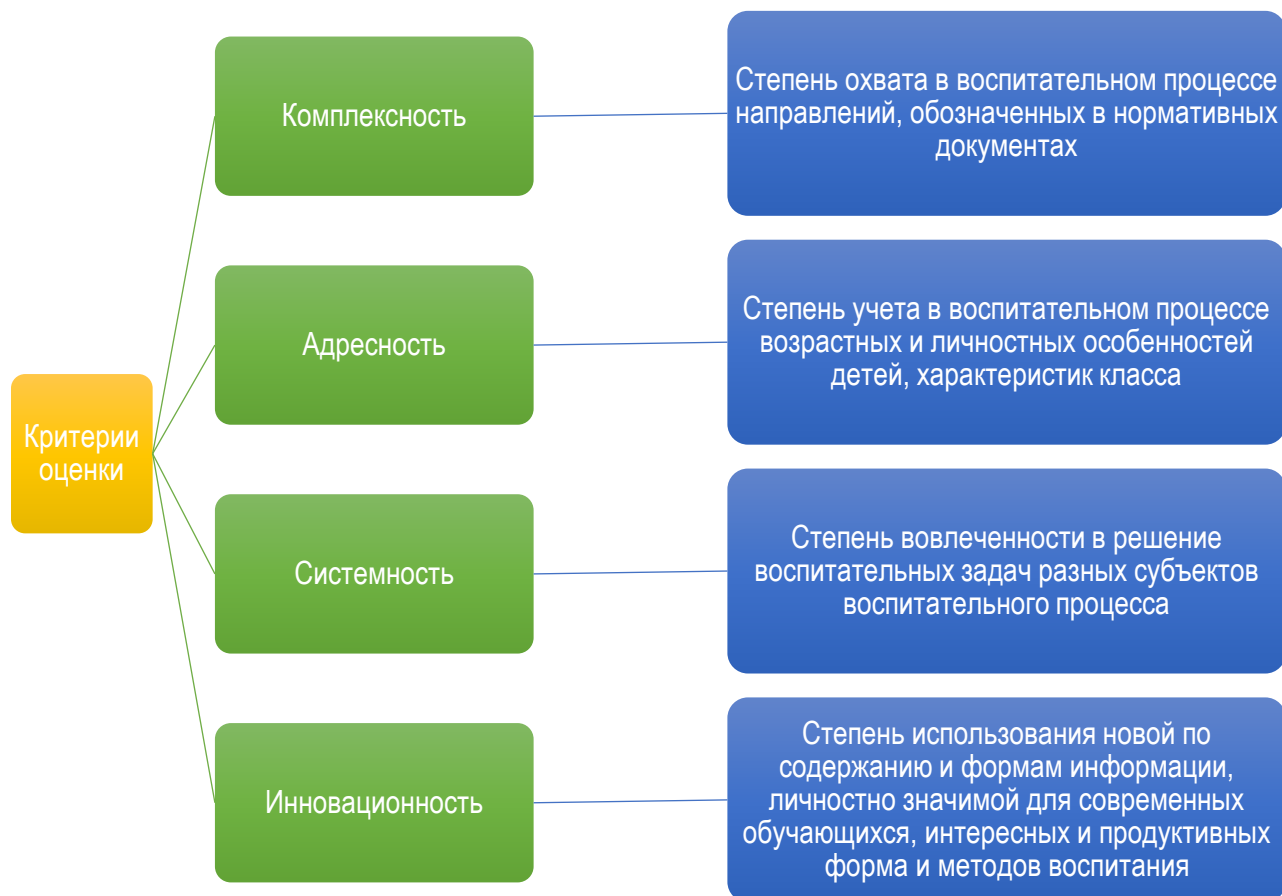 Критерии
оценки
Комплексность
Степень охвата в воспитательном процессе
направлений, обозначенных в нормативных
документах
Адресность
Степень учета в воспитательном процессе
возрастных и личностных особенностей
детей, характеристик класса
Системность
Степень вовлеченности в решение
воспитательных задач разных субъектов
воспитательного процесса
Инновационность
Степень использования новой по
содержанию и формам информации,
личностно значимой для современных
обучающихся, интересных и продуктивных
форма и методов воспитания